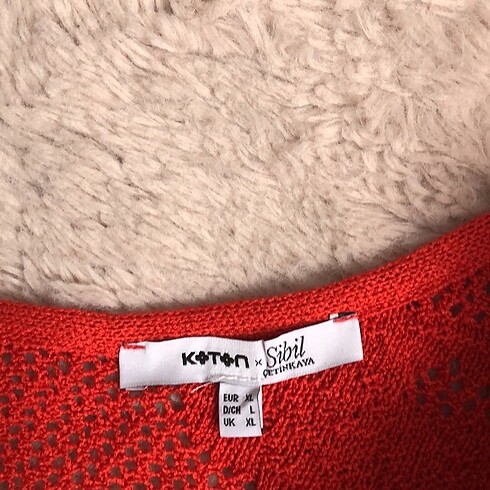 KOTON × Sibil
ÇETİNKAYA
EUR XL
D/CH L
UK XL